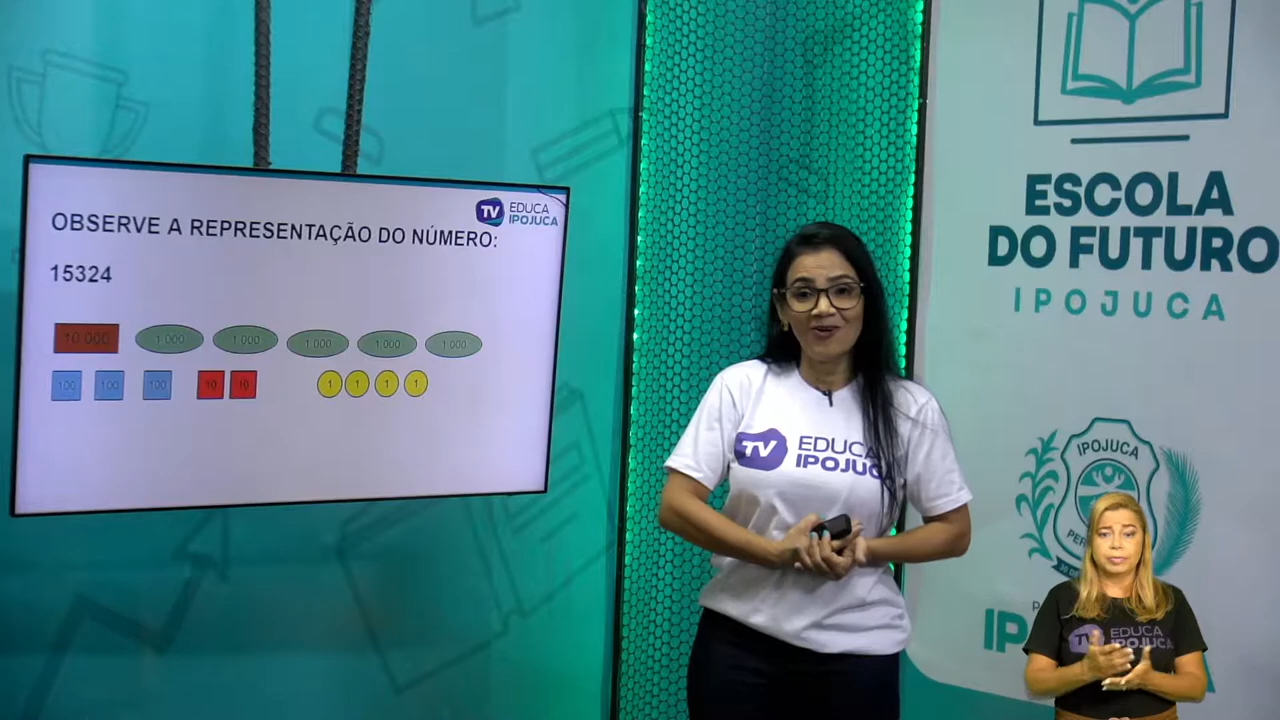 OBSERVE A REPRESENTAÇÃO DO NÚMERO:
TV EDUCA IPOJUCA
15324
10.000 1.000 1.000 1.000 1.000 1.000
100 100 100 10 10 1 1 1 1
TV EDUCA
IPOJUCA
ESCOLA
DO FUTURO
IPOJUCA
IPOJUCA
TV EDUCA
IPOJUCA